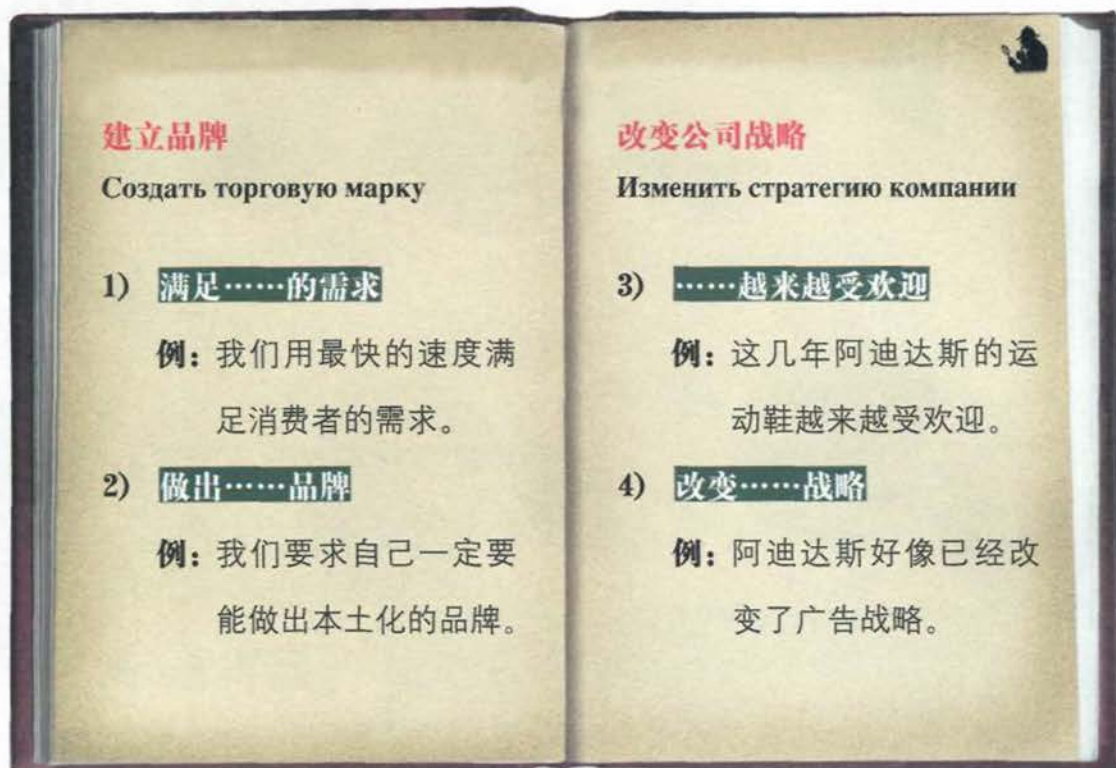 建立品牌
Создать торговую марку
1) 满足……的需求
例：我们用最快的速度满
足消费者的需求。
2) 做出……品牌
例：我们要求自己一定要
能做出本土化的品牌。
改变公司战略
Изменить стратегию компании
3) ……越来越受欢迎
例：这几年阿迪达斯的运
动鞋越来越受欢迎。
4) 改变……战略
例：阿迪达斯好像已经改
变了广告战略。